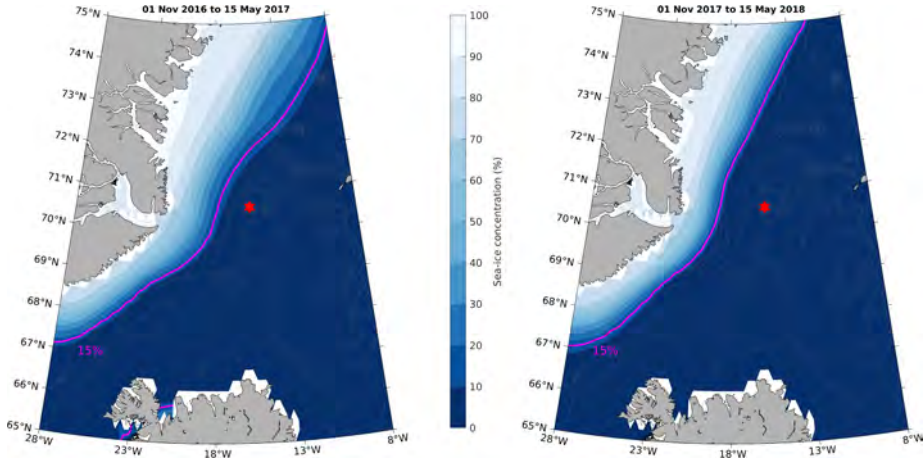 01 Nov 2016 to 15 May 2017
75°N
74°N
73°N
72°N
71°N
70°N
69°N
68°N
67°N
66°N
65°N
28°W
23°W
18°W
13°W
8°W
15%
100
90
80
70
60
50
40
30
20
10
0
Sea-ice concentration (%)
01 Nov 2017 to 15 May 2018
75°N
74°N
73°N
72°N
71°N
70°N
69°N
68°N
67°N
66°N
65°N
28°W
23°W
18°W
13°W
8°W
15%